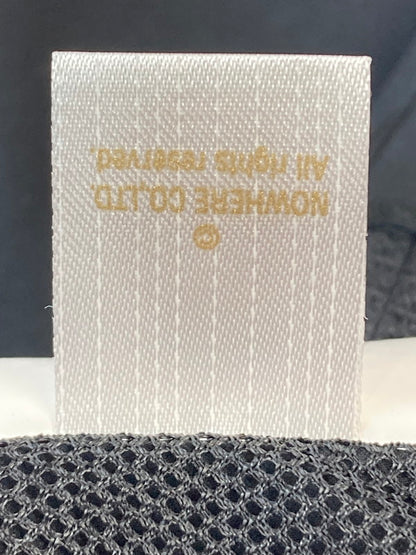 ©
NOWHERE CO.LTD.
All rights reserved.